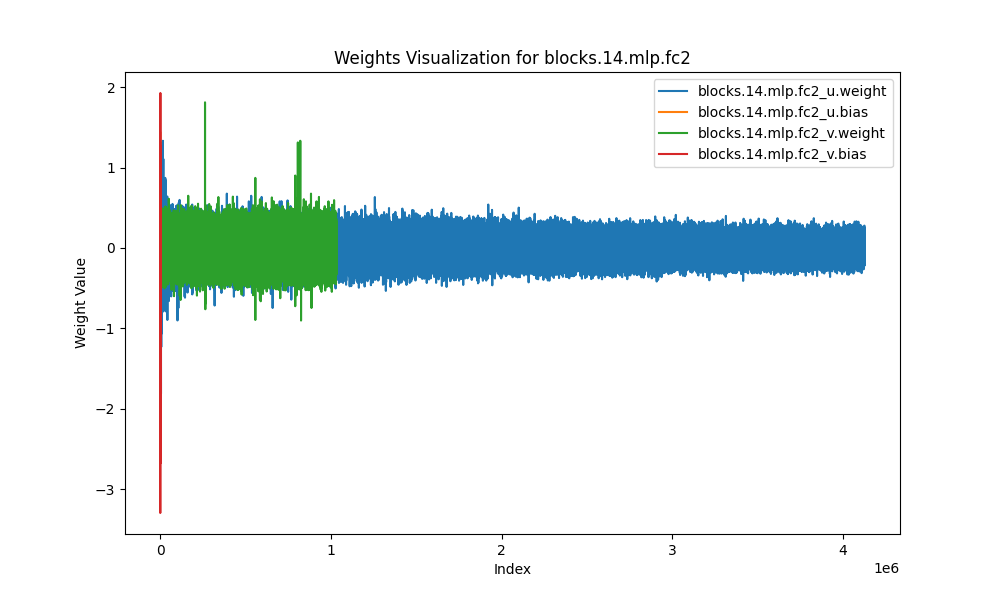 Weights Visualization for blocks.14.mlp.fc2
blocks.14.mlp.fc2_u.weight
blocks.14.mlp.fc2_u.bias
blocks.14.mlp.fc2_v.weight
blocks.14.mlp.fc2_v.bias
Weight Value
2
1
0
−1
−2
−3
0 1 2 3 4
1e6
Index